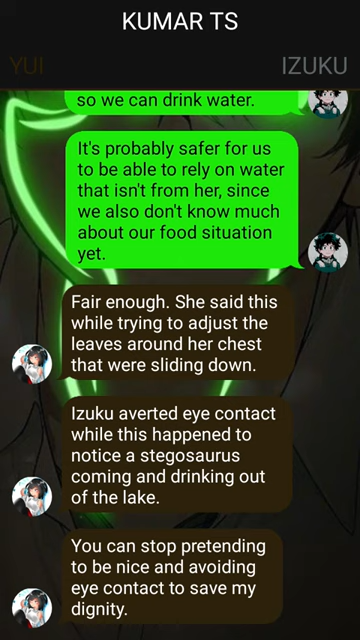 KUMAR TS
YUI
IZUKU
so we can drink water.
It's probably safer for us
to be able to rely on water
that isn't from her, since
we also don't know much
about our food situation
yet.
Fair enough. She said this
while trying to adjust the
leaves around her chest
that were sliding down.
Izuku averted eye contact
while this happened to
notice a stegosaurus
coming and drinking out
of the lake.
You can stop pretending
to be nice and avoiding
eye contact to save my
dignity.